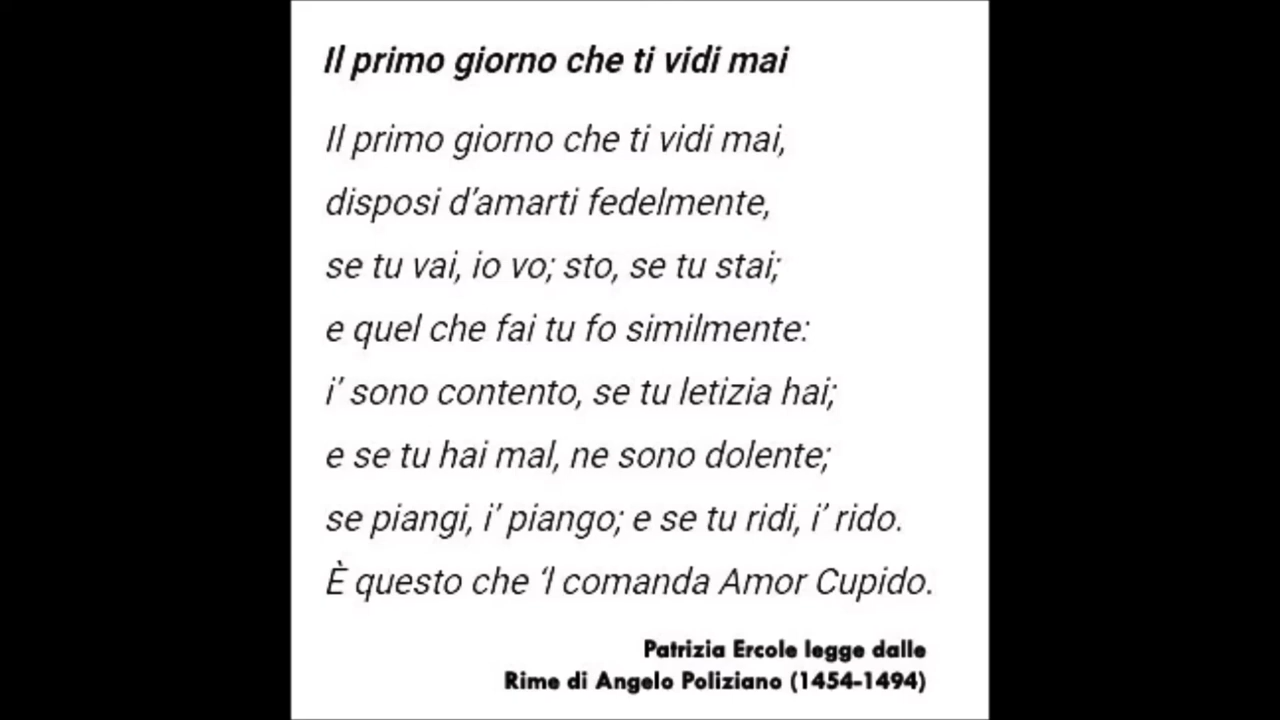 Il primo giorno che ti vidi mai
Il primo giorno che ti vidi mai,
disposi d’amarti fedelmente,
se tu vai, io vo; sto, se tu stai;
e quel che fai tu fo similmente:
i’ sono contento, se tu letizia hai;
e se tu hai mal, ne sono dolente;
se piangi, i’ piango; e se tu ridi, i’ rido.
È questo che ‘l comanda Amor Cupido.
Patrizia Ercole legge dalle
Rime di Angelo Poliziano (1454-1494)